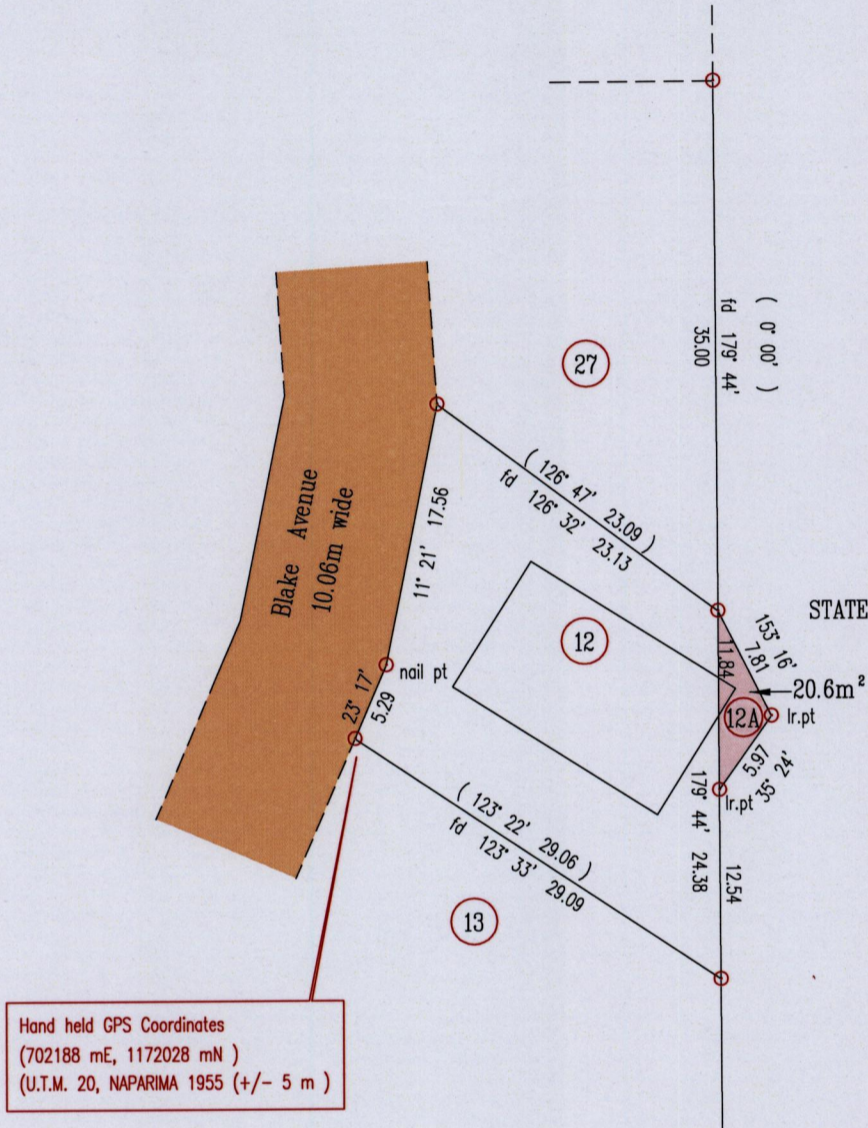 ( 0° 00' )
fd 179° 44'
35.00
27
( 126° 47' 23.09 )
fd 126° 32' 23.13
Blake Avenue
10.06m wide
11° 21' 17.56
12
STATE
153° 16'
7.81
11.84
20.6m²
nail pt
12A
Ir.pt
23° 17'
5.29
5.97
35° 24'
Ir.pt
179° 44' 24.38
12.54
( 123° 22' 29.06 )
fd 123° 33' 29.09
13
Hand held GPS Coordinates
(702188 mE, 1172028 mN )
(U.T.M. 20, NAPARIMA 1955 (+/- 5 m )